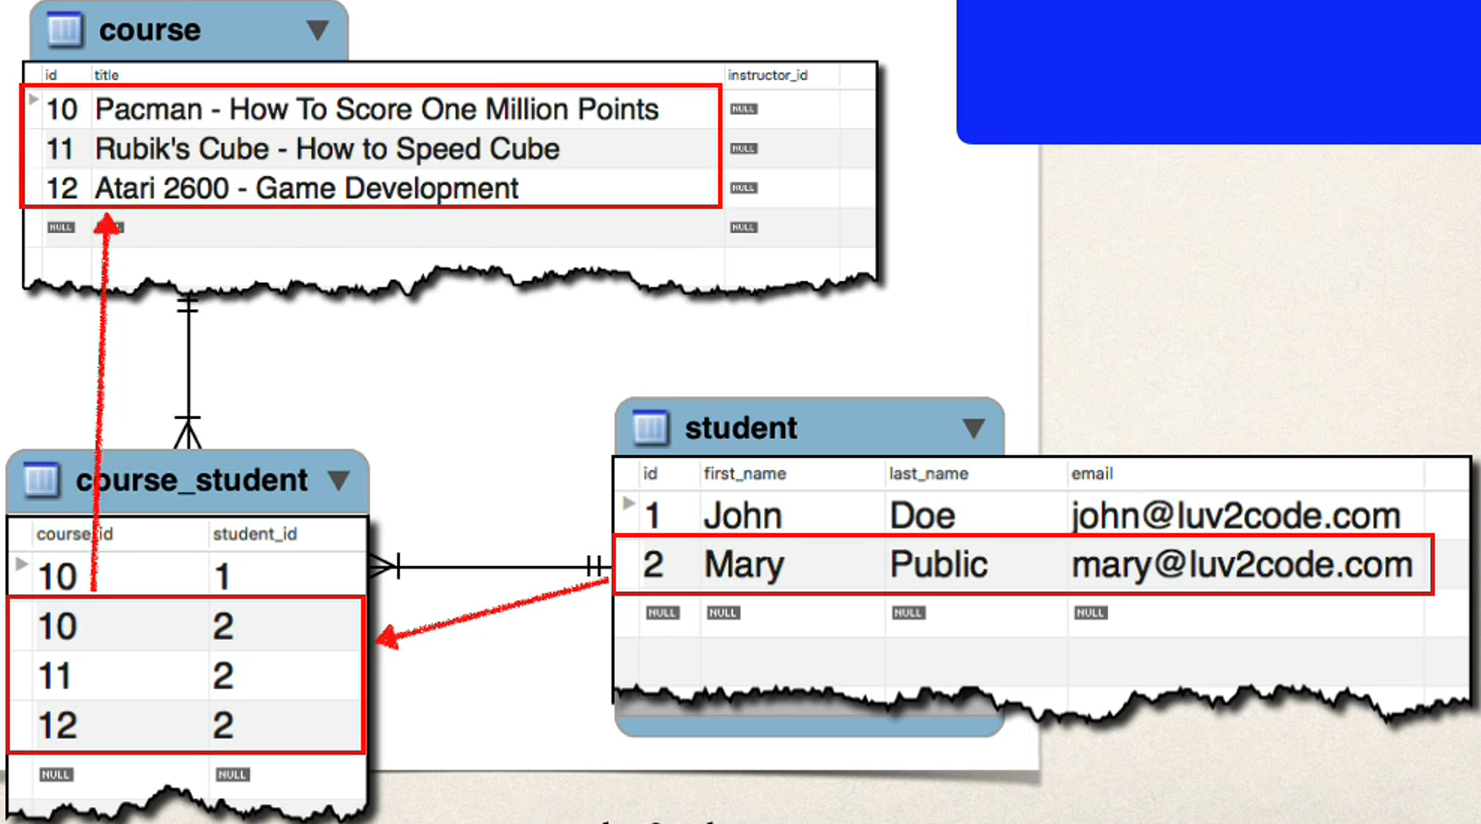 course
id title instructor_id
10 Pacman - How To Score One Million Points NULL
11 Rubik's Cube - How to Speed Cube NULL
12 Atari 2600 - Game Development NULL
NULL NULL
student
id first_name last_name email
1 John Doe john@luv2code.com
2 Mary Public mary@luv2code.com
NULL NULL NULL NULL
course_student
course_id student_id
10 1
10 2
11 2
12 2
NULL NULL